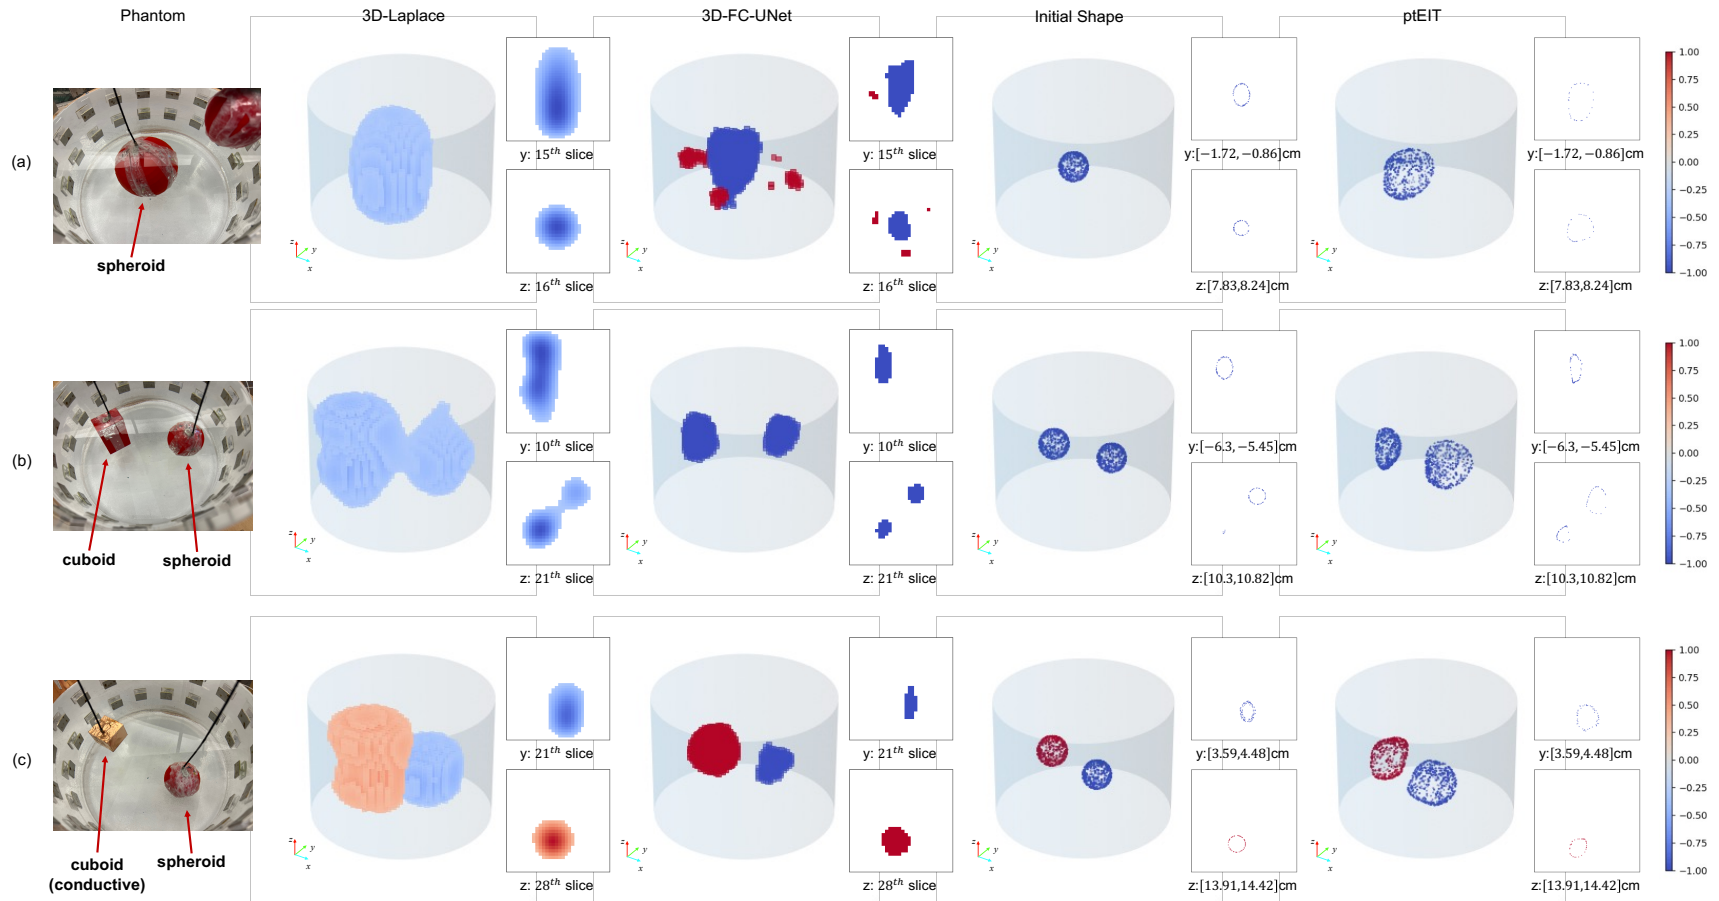 Phantom 3D-Laplace 3D-FC-UNet Initial Shape ptEIT
(a)
spheroid
z y x
y: 15th slice
z: 16th slice
z y x
y: 15th slice
z: 16th slice
z y x
y:[−1.72, −0.86]cm
z:[7.83,8.24]cm
z y x
y:[−1.72, −0.86]cm
z:[7.83,8.24]cm
1.00
0.75
0.50
0.25
0.00
−0.25
−0.50
−0.75
−1.00
(b)
cuboid spheroid
z y x
y:10th slice
z: 21th slice
z y x
y:10th slice
z: 21th slice
z y x
y:[−6.3, −5.45]cm
z:[10.3,10.82]cm
z y x
y:[−6.3, −5.45]cm
z:[10.3,10.82]cm
1.00
0.75
0.50
0.25
0.00
−0.25
−0.50
−0.75
−1.00
(c)
cuboid
(conductive)
spheroid
z y x
y: 21th slice
z: 28th slice
z y x
y: 21th slice
z: 28th slice
z y x
y:[3.59,4.48]cm
z:[13.91,14.42]cm
z y x
y:[3.59,4.48]cm
z:[13.91,14.42]cm
1.00
0.75
0.50
0.25
0.00
−0.25
−0.50
−0.75
−1.00